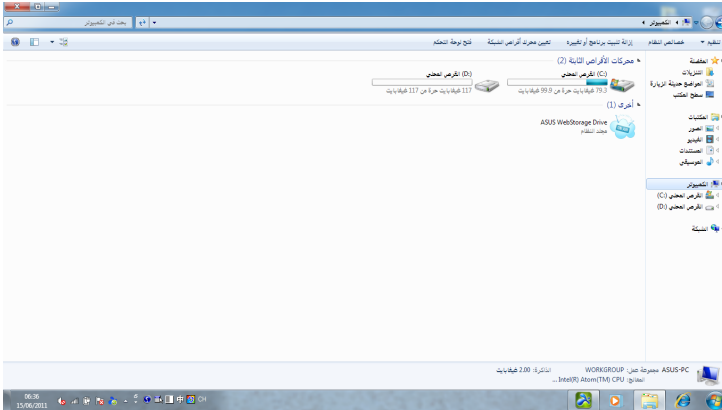 الكمبيوتر
بحث في الكمبيوتر
تنظيم
خصائص النظام
إزالة تثبيت برنامج أو تغييره
تعيين محرك أقراص الشبكة
فتح لوحة التحكم
المفضلة
التنزيلات
المواضع حديثة الزيارة
سطح المكتب
المكتبات
الصور
الفيديو
المستندات
الموسيقى
الكمبيوتر
القرص المحلي (C:)
القرص المحلي (D:)
الشبكة
محركات الأقراص الثابتة (2)
القرص المحلي (C:)
79.3 غيغابايت حرة من 99.9 غيغابايت
القرص المحلي (D:)
117 غيغابايت حرة من 117 غيغابايت
أخرى (1)
ASUS WebStorage Drive
مجلد النظام
ASUS-PC مجموعة عمل: WORKGROUP الذاكرة: 2.00 غيغابايت
المعالج: Intel(R) Atom(TM) CPU ...
CH
06:36
15/06/2011